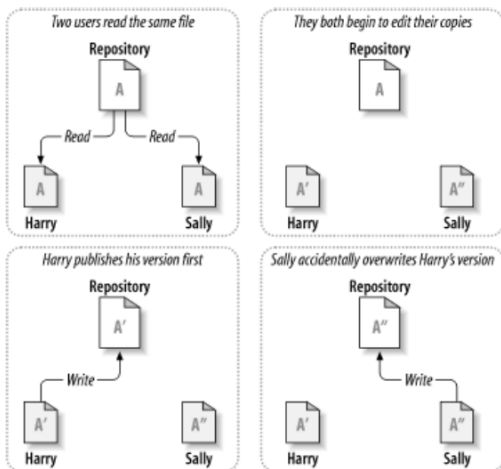 Two users read the same file
Repository
A
Read Read
A A
Harry Sally
They both begin to edit their copies
Repository
A
A′ A″
Harry Sally
Harry publishes his version first
Repository
A′
Write
A′ A″
Harry Sally
Sally accidentally overwrites Harry's version
Repository
A″
Write
A′ A″
Harry Sally